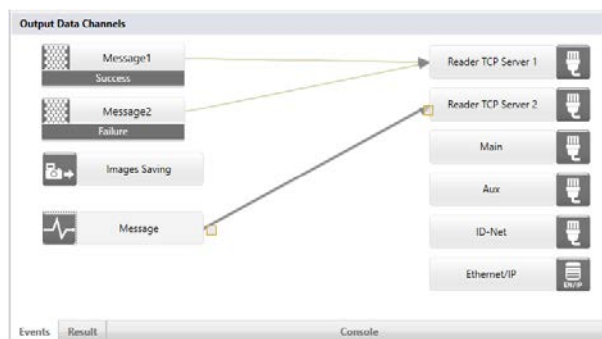 Output Data Channels
Message1
Success
Message2
Failure
Images Saving
Message
Reader TCP Server 1
Reader TCP Server 2
Main
Aux
ID-Net
Ethernet/IP
EN/IP
Events Result Console